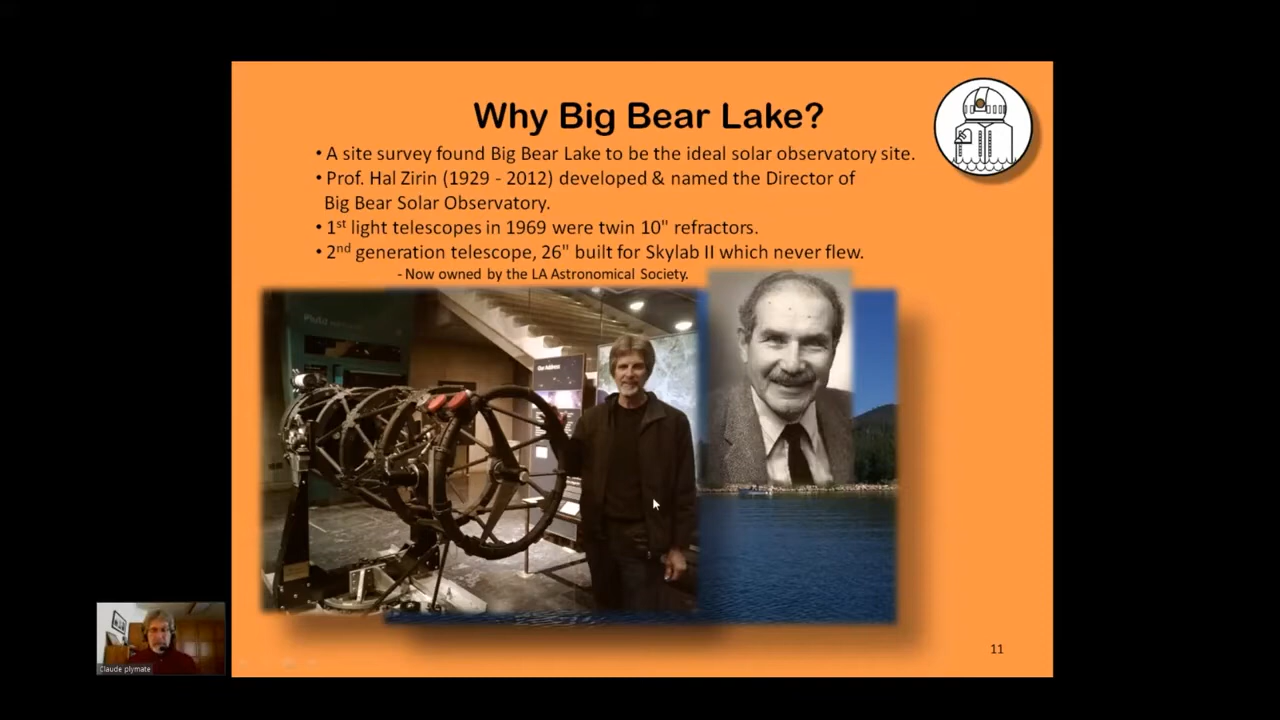 Why Big Bear Lake?
• A site survey found Big Bear Lake to be the ideal solar observatory site.
• Prof. Hal Zirin (1929 - 2012) developed & named the Director of
Big Bear Solar Observatory.
• 1st light telescopes in 1969 were twin 10" refractors.
• 2nd generation telescope, 26" built for Skylab II which never flew.
- Now owned by the LA Astronomical Society.
Pluto
Our Address
11
Claude plymate